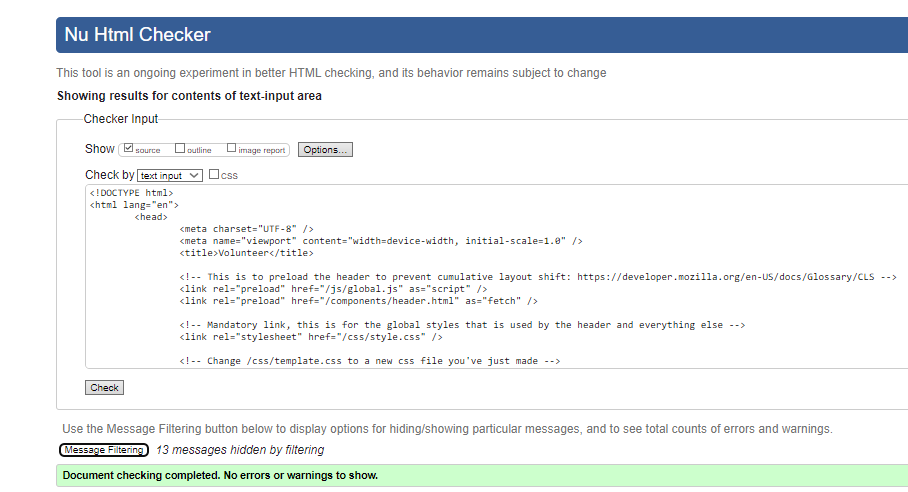 Nu Html Checker
This tool is an ongoing experiment in better HTML checking, and its behavior remains subject to change
Showing results for contents of text-input area
Checker Input
Show source outline image report Options...
Check by text input css
<!DOCTYPE html>
<html lang="en">
<head>
<meta charset="UTF-8" />
<meta name="viewport" content="width=device-width, initial-scale=1.0" />
<title>Volunteer</title>
<!-- This is to preload the header to prevent cumulative layout shift: https://developer.mozilla.org/en-US/docs/Glossary/CLS -->
<link rel="preload" href="/js/global.js" as="script" />
<link rel="preload" href="/components/header.html" as="fetch" />
<!-- Mandatory link, this is for the global styles that is used by the header and everything else -->
<link rel="stylesheet" href="/css/style.css" />
<!-- Change /css/template.css to a new css file you've just made -->
Check
Use the Message Filtering button below to display options for hiding/showing particular messages, and to see total counts of errors and warnings.
Message Filtering 13 messages hidden by filtering
Document checking completed. No errors or warnings to show.